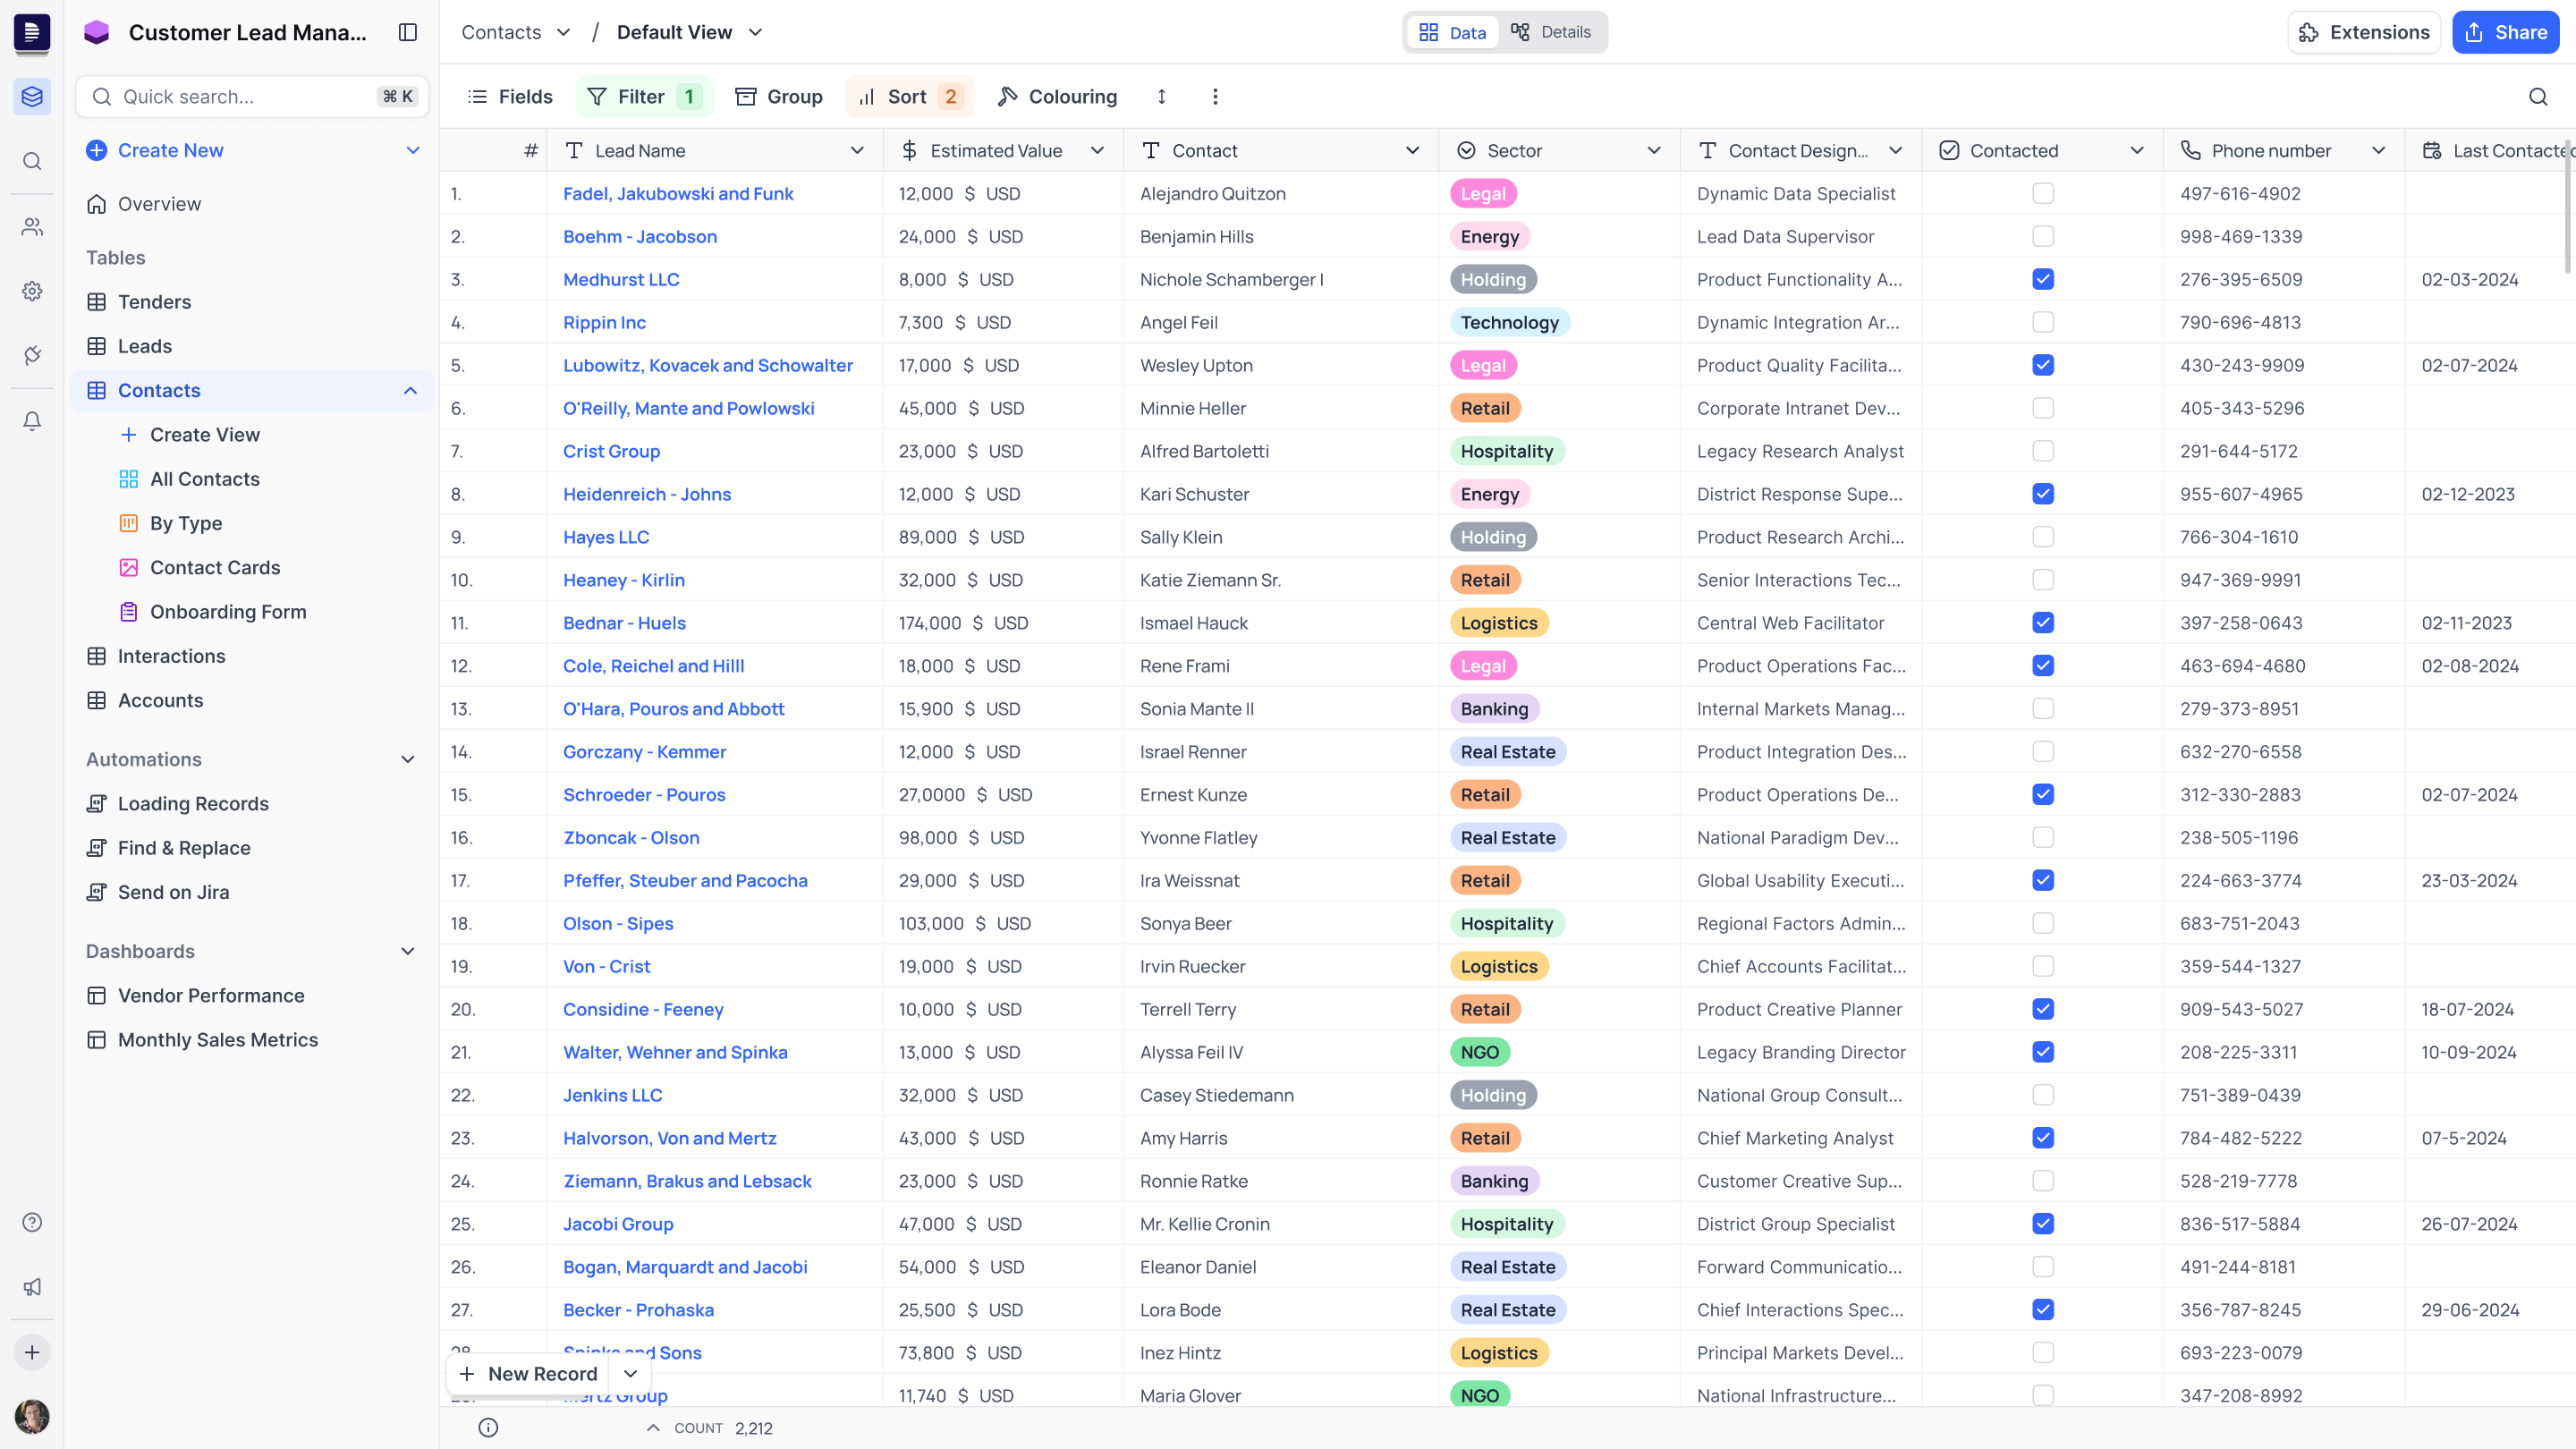 Customer Lead Mana...
Contacts / Default View
Data
Details
Extensions
Share
Quick search...
⌘ K
Fields
Filter 1
Group
Sort 2
Colouring
Create New
Overview
Tables
Tenders
Leads
Contacts
Create View
All Contacts
By Type
Contact Cards
Onboarding Form
Interactions
Accounts
Automations
Loading Records
Find & Replace
Send on Jira
Dashboards
Vendor Performance
Monthly Sales Metrics
# Lead Name Estimated Value Contact Sector Contact Design... Contacted Phone number Last Contacted
1. Fadel, Jakubowski and Funk 12,000 $ USD Alejandro Quitzon Legal Dynamic Data Specialist 497-616-4902
2. Boehm - Jacobson 24,000 $ USD Benjamin Hills Energy Lead Data Supervisor 998-469-1339
3. Medhurst LLC 8,000 $ USD Nichole Schamberger I Holding Product Functionality A... 276-395-6509 02-03-2024
4. Rippin Inc 7,300 $ USD Angel Feil Technology Dynamic Integration Ar... 790-696-4813
5. Lubowitz, Kovacek and Schowalter 17,000 $ USD Wesley Upton Legal Product Quality Facilita... 430-243-9909 02-07-2024
6. O'Reilly, Mante and Powlowski 45,000 $ USD Minnie Heller Retail Corporate Intranet Dev... 405-343-5296
7. Crist Group 23,000 $ USD Alfred Bartoletti Hospitality Legacy Research Analyst 291-644-5172
8. Heidenreich - Johns 12,000 $ USD Kari Schuster Energy District Response Supe... 955-607-4965 02-12-2023
9. Hayes LLC 89,000 $ USD Sally Klein Holding Product Research Archi... 766-304-1610
10. Heaney - Kirlin 32,000 $ USD Katie Ziemann Sr. Retail Senior Interactions Tec... 947-369-9991
11. Bednar - Huels 174,000 $ USD Ismael Hauck Logistics Central Web Facilitator 397-258-0643 02-11-2023
12. Cole, Reichel and Hilll 18,000 $ USD Rene Frami Legal Product Operations Fac... 463-694-4680 02-08-2024
13. O'Hara, Pouros and Abbott 15,900 $ USD Sonia Mante II Banking Internal Markets Manag... 279-373-8951
14. Gorczany - Kemmer 12,000 $ USD Israel Renner Real Estate Product Integration Des... 632-270-6558
15. Schroeder - Pouros 27,0000 $ USD Ernest Kunze Retail Product Operations De... 312-330-2883 02-07-2024
16. Zboncak - Olson 98,000 $ USD Yvonne Flatley Real Estate National Paradigm Dev... 238-505-1196
17. Pfeffer, Steuber and Pacocha 29,000 $ USD Ira Weissnat Retail Global Usability Executi... 224-663-3774 23-03-2024
18. Olson - Sipes 103,000 $ USD Sonya Beer Hospitality Regional Factors Admin... 683-751-2043
19. Von - Crist 19,000 $ USD Irvin Ruecker Logistics Chief Accounts Facilitat... 359-544-1327
20. Considine - Feeney 10,000 $ USD Terrell Terry Retail Product Creative Planner 909-543-5027 18-07-2024
21. Walter, Wehner and Spinka 13,000 $ USD Alyssa Feil IV NGO Legacy Branding Director 208-225-3311 10-09-2024
22. Jenkins LLC 32,000 $ USD Casey Stiedemann Holding National Group Consult... 751-389-0439
23. Halvorson, Von and Mertz 43,000 $ USD Amy Harris Retail Chief Marketing Analyst 784-482-5222 07-5-2024
24. Ziemann, Brakus and Lebsack 23,000 $ USD Ronnie Ratke Banking Customer Creative Sup... 528-219-7778
25. Jacobi Group 47,000 $ USD Mr. Kellie Cronin Hospitality District Group Specialist 836-517-5884 26-07-2024
26. Bogan, Marquardt and Jacobi 54,000 $ USD Eleanor Daniel Real Estate Forward Communicatio... 491-244-8181
27. Becker - Prohaska 25,500 $ USD Lora Bode Real Estate Chief Interactions Spec... 356-787-8245 29-06-2024
28. Spinka and Sons 73,800 $ USD Inez Hintz Logistics Principal Markets Devel... 693-223-0079
Group 11,740 $ USD Maria Glover NGO National Infrastructure... 347-208-8992
New Record
COUNT 2,212